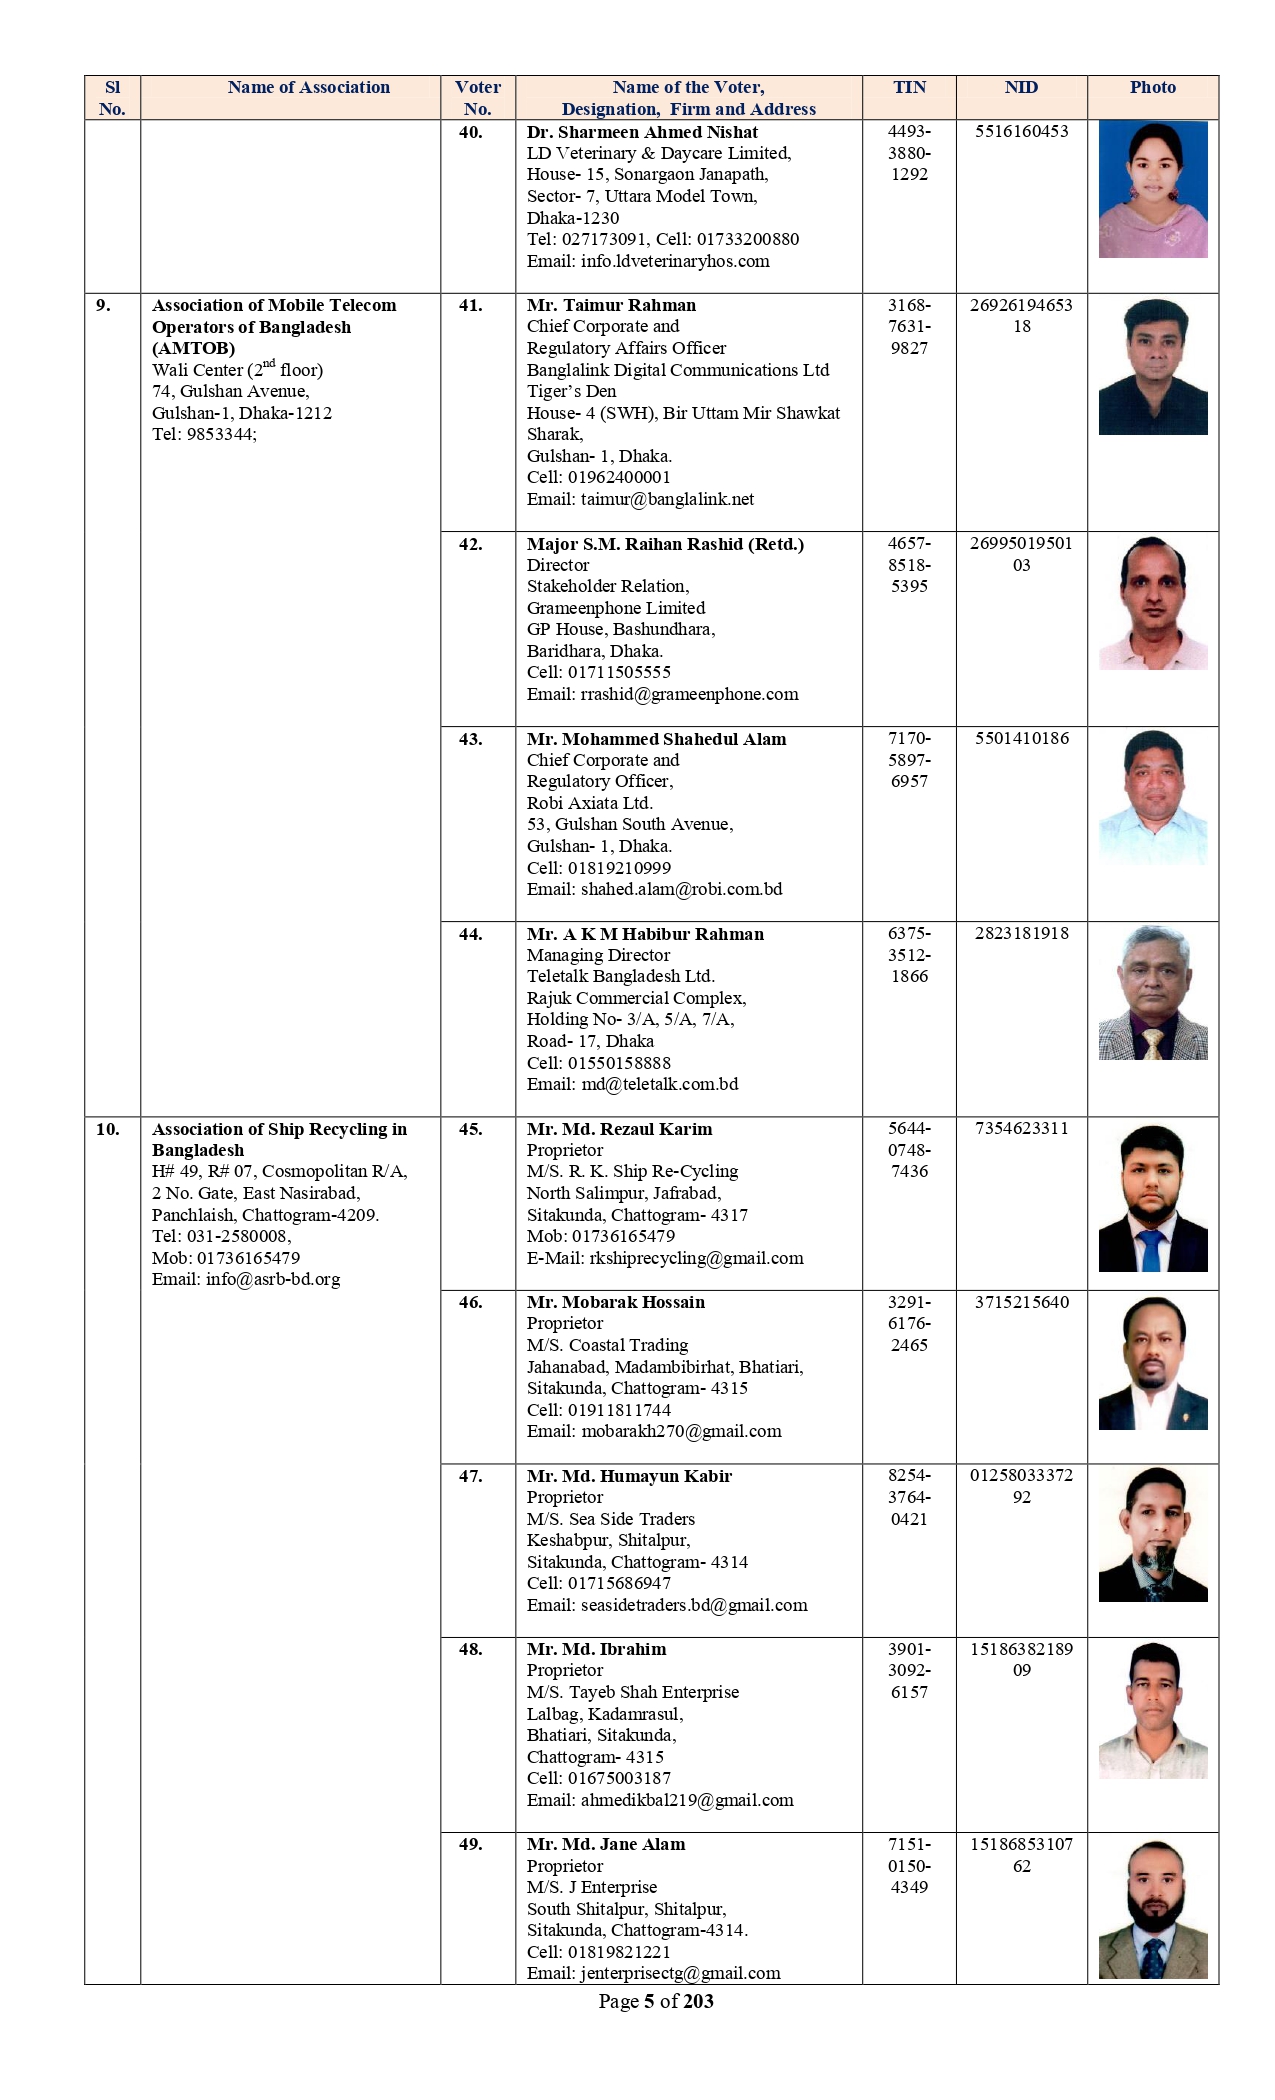 Sl No.
Name of Association
Voter No.
Name of the Voter,
Designation, Firm and Address
TIN
NID
Photo
40.
Dr. Sharmeen Ahmed Nishat
LD Veterinary & Daycare Limited,
House- 15, Sonargaon Janapath,
Sector- 7, Uttara Model Town,
Dhaka-1230
Tel: 027173091, Cell: 01733200880
Email: info.ldveterinaryhos.com
4493-
3880-
1292
5516160453
9.
Association of Mobile Telecom
Operators of Bangladesh
(AMTOB)
Wali Center (2nd floor)
74, Gulshan Avenue,
Gulshan-1, Dhaka-1212
Tel: 9853344;
41.
Mr. Taimur Rahman
Chief Corporate and
Regulatory Affairs Officer
Banglalink Digital Communications Ltd
Tiger’s Den
House- 4 (SWH), Bir Uttam Mir Shawkat
Sharak,
Gulshan- 1, Dhaka.
Cell: 01962400001
Email: taimur@banglalink.net
3168-
7631-
9827
26926194653
18
42.
Major S.M. Raihan Rashid (Retd.)
Director
Stakeholder Relation,
Grameenphone Limited
GP House, Bashundhara,
Baridhara, Dhaka.
Cell: 01711505555
Email: rrashid@grameenphone.com
4657-
8518-
5395
26995019501
03
43.
Mr. Mohammed Shahedul Alam
Chief Corporate and
Regulatory Officer,
Robi Axiata Ltd.
53, Gulshan South Avenue,
Gulshan- 1, Dhaka.
Cell: 01819210999
Email: shahed.alam@robi.com.bd
7170-
5897-
6957
5501410186
44.
Mr. A K M Habibur Rahman
Managing Director
Teletalk Bangladesh Ltd.
Rajuk Commercial Complex,
Holding No- 3/A, 5/A, 7/A,
Road- 17, Dhaka
Cell: 01550158888
Email: md@teletalk.com.bd
6375-
3512-
1866
2823181918
10.
Association of Ship Recycling in
Bangladesh
H# 49, R# 07, Cosmopolitan R/A,
2 No. Gate, East Nasirabad,
Panchlaish, Chattogram-4209.
Tel: 031-2580008,
Mob: 01736165479
Email: info@asrb-bd.org
45.
Mr. Md. Rezaul Karim
Proprietor
M/S. R. K. Ship Re-Cycling
North Salimpur, Jafrabad,
Sitakunda, Chattogram- 4317
Mob: 01736165479
E-Mail: rkshiprecycling@gmail.com
5644-
0748-
7436
7354623311
46.
Mr. Mobarak Hossain
Proprietor
M/S. Coastal Trading
Jahanabad, Madambibirhat, Bhatiari,
Sitakunda, Chattogram- 4315
Cell: 01911811744
Email: mobarakh270@gmail.com
3291-
6176-
2465
3715215640
47.
Mr. Md. Humayun Kabir
Proprietor
M/S. Sea Side Traders
Keshabpur, Shitalpur,
Sitakunda, Chattogram- 4314
Cell: 01715686947
Email: seasidetraders.bd@gmail.com
8254-
3764-
0421
01258033372
92
48.
Mr. Md. Ibrahim
Proprietor
M/S. Tayeb Shah Enterprise
Lalbag, Kadamrasul,
Bhatiari, Sitakunda,
Chattogram- 4315
Cell: 01675003187
Email: ahmedikbal219@gmail.com
3901-
3092-
6157
15186382189
09
49.
Mr. Md. Jane Alam
Proprietor
M/S. J Enterprise
South Shitalpur, Shitalpur,
Sitakunda, Chattogram-4314.
Cell: 01819821221
Email: jenterprisectg@gmail.com
7151-
0150-
4349
15186853107
62
Page 5 of 203